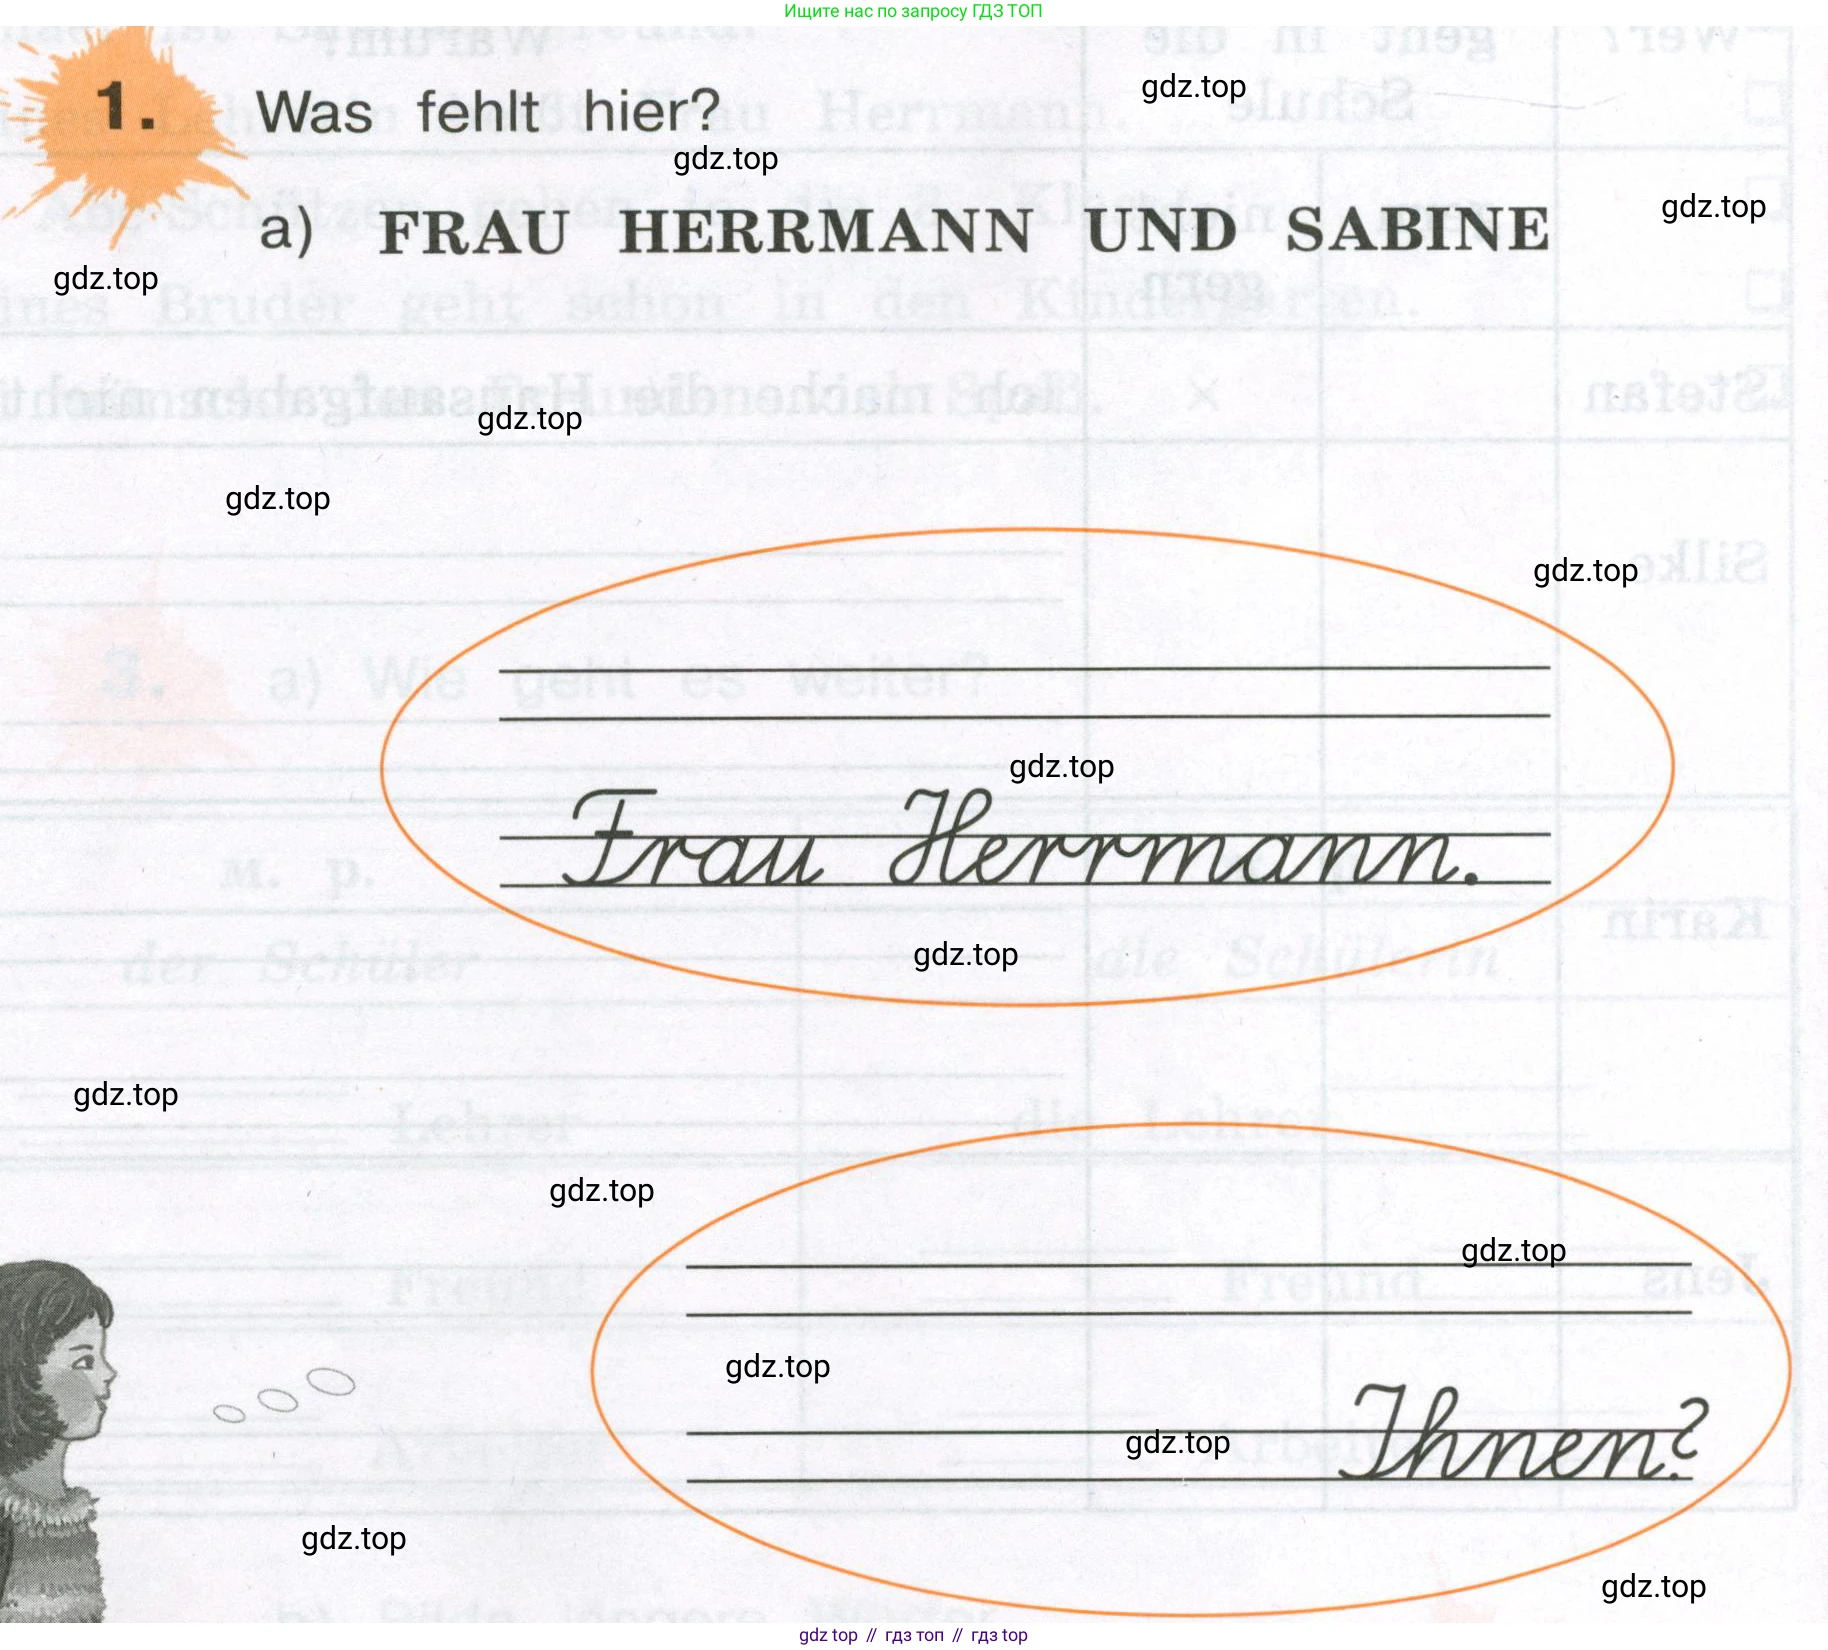 Ищите нас по запросу ГДЗ ТОП
1. Was fehlt hier?
gdz.top
gdz.top
a) FRAU HERRMANN UND SABINE
gdz.top
gdz.top
gdz.top
gdz.top
gdz.top
gdz.top
Frau Herrmann.
gdz.top
gdz.top
gdz.top
gdz.top
gdz.top
Ihnen?
gdz.top
gdz.top
gdz.top
gdz top // гдз топ // гдз top